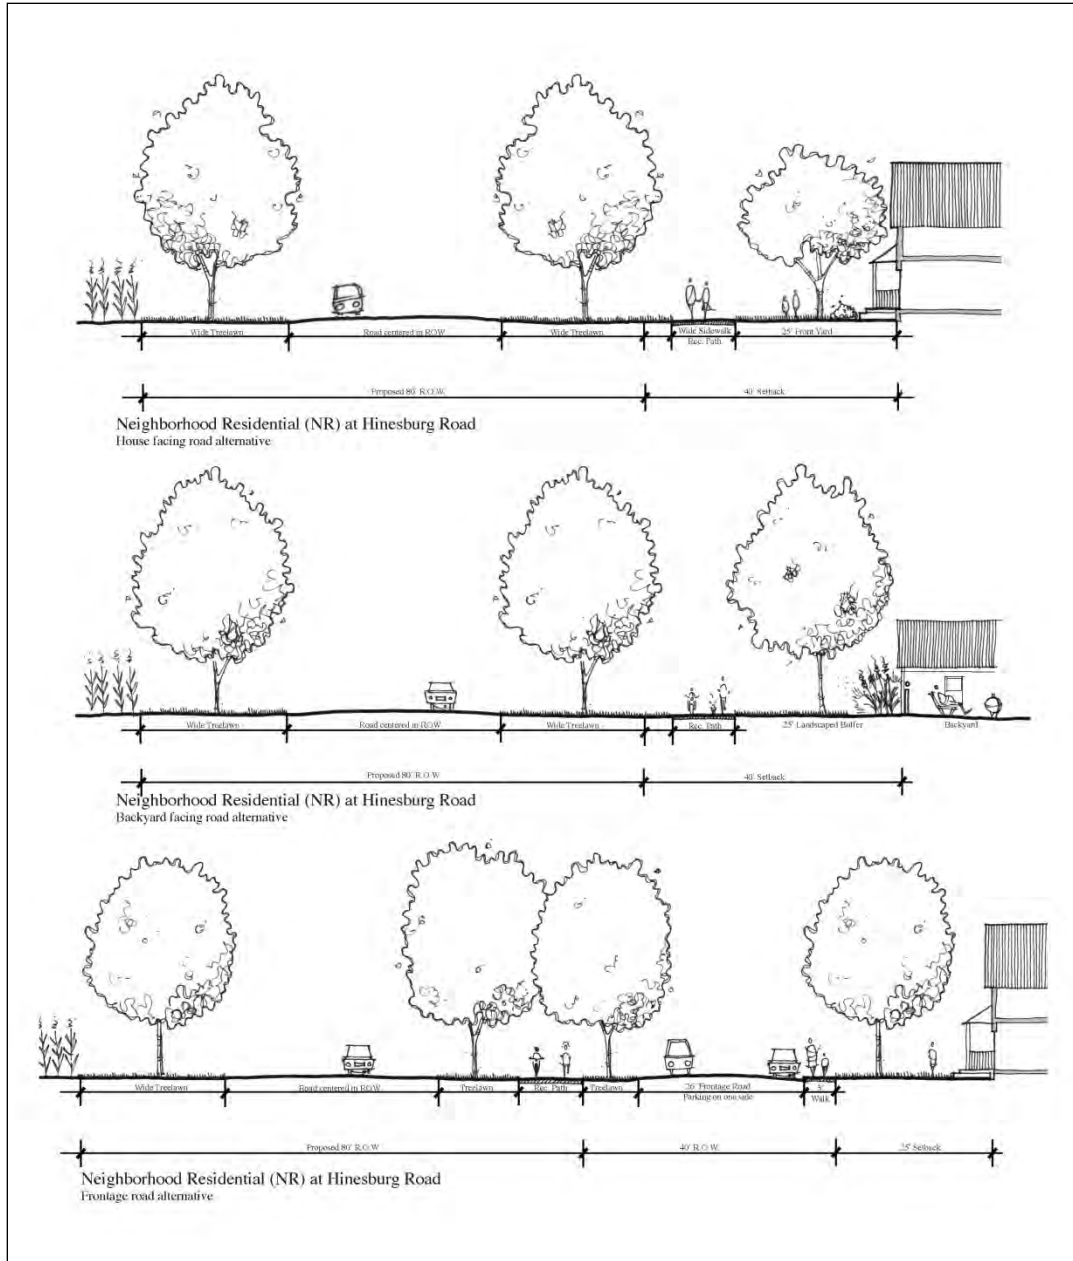 Wide Treelawn Road centered in ROW Wide Treelawn Wide Sidewalk 25' Front Yard
Rec. Path
Proposed 80' R.O.W. 40' Setback
Neighborhood Residential (NR) at Hinesburg Road
House facing road alternative
Wide Treelawn Road centered in ROW Wide Treelawn Rec. Path 25' Landscaped Buffer Backyard
Proposed 80' R.O.W 40' Setback
Neighborhood Residential (NR) at Hinesburg Road
Backyard facing road alternative
Wide Treelawn Road centered in ROW Treelawn Rec. Path Treelawn 26' Frontage Road 5'
Parking on one side Walk
Proposed 80' R.O.W. 40' R.O.W. 25' Setback
Neighborhood Residential (NR) at Hinesburg Road
Frontage road alternative